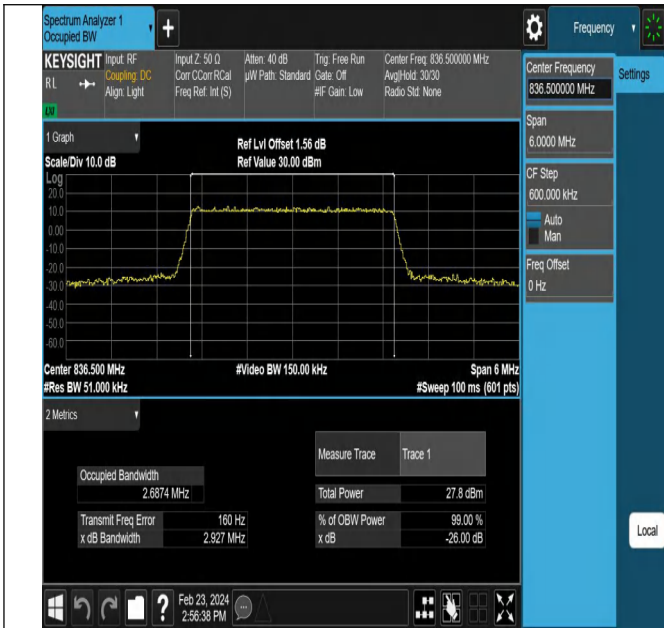 Spectrum Analyzer 1
Occupied BW
Frequency
KEYSIGHT
RL
LXI
Input: RF
Coupling: DC
Align: Light
Input Z: 50 Ω
Corr CCorr RCal
Freq Ref: Int (S)
Atten: 40 dB
µW Path: Standard
Trig: Free Run
Gate: Off
#IF Gain: Low
Center Freq: 836.500000 MHz
Avg|Hold: 30/30
Radio Std: None
Center Frequency
836.500000 MHz
Settings
Span
6.0000 MHz
CF Step
600.000 kHz
Auto
Man
Freq Offset
0 Hz
Local
1 Graph
Scale/Div 10.0 dB
Ref Lvl Offset 1.56 dB
Ref Value 30.00 dBm
Log
20.0
10.0
0.00
-10.0
-20.0
-30.0
-40.0
-50.0
-60.0
Center 836.500 MHz
#Video BW 150.00 kHz
Span 6 MHz
#Res BW 51.000 kHz
#Sweep 100 ms (601 pts)
2 Metrics
Measure Trace
Trace 1
Occupied Bandwidth
2.6874 MHz
Total Power
27.8 dBm
Transmit Freq Error
160 Hz
% of OBW Power
99.00 %
x dB Bandwidth
2.927 MHz
x dB
-26.00 dB
?
Feb 23, 2024
2:56:38 PM